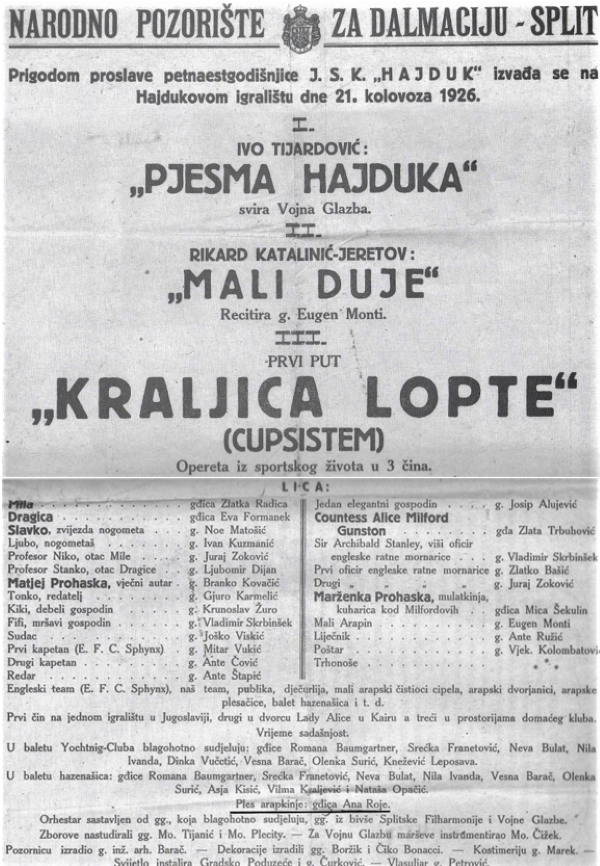 NARODNO POZORIŠTE ZA DALMACIJU - SPLIT
Prigodom proslave petnaestgodišnjice J. S. K. „HAJDUK“ izvađa se na
Hajdukovom igralištu dne 21. kolovoza 1926.
I.
IVO TIJARDOVIĆ:
„PJESMA HAJDUKA“
svira Vojna Glazba.
II.
RIKARD KATALINIĆ-JERETOV:
„MALI DUJE“
Recitira g. Eugen Monti.
III.
PRVI PUT
„KRALJICA LOPTE“
(CUPSISTEM)
Opereta iz sportskog života u 3 čina.
LICA:
Mila . . . gđica Zlatka Radica
Dragica . . . gđica Eva Formanek
Slavko, zvijezda nogometa . . . g. Noe Matošić
Ljubo, nogometaš . . . g. Ivan Kuzmanić
Profesor Niko, otac Mile . . . g. Juraj Zoković
Profesor Stanko, otac Dragice . . . g. Ljubomir Dijan
Matjej Prohaska, vječni autar . g. Branko Kovačić
Tonko, redatelj . . . g. Gjuro Karmelić
Kiki, debeli gospodin . . . g. Krunoslav Žuro
Fifi, mršavi gospodin . . . g. Vladimir Skrbinšek
Sudac . . . g. Joško Viskić
Prvi kapetan (E. F. C. Sphynx) . . . g. Mitar Vukić
Drugi kapetan . . . g. Ante Čović
Redar . . . g. Ante Štapić
Jedan elegantni gospodin . . . g. Josip Alujević
Countess Alice Milford
Gunston . . . gđa Zlata Trbuhović
Sir Archibald Stanley, viši oficir
engleske ratne mornarice . . . g. Vladimir Skrbinšek
Prvi oficir engleske ratne mornarice g. Zlatko Bašić
Drugi „ „ „ „ g. Juraj Zoković
Marženka Prohaska, mulatkinja,
kuharica kod Milfordovih . . . gđica Mica Šekulin
Mali Arapin . . . g. Eugen Monti
Liječnik . . . g. Ante Ružić
Poštar . . . g. Vjek. Kolombatović
Trhonoše . . . * * *
Engleski team (E. F. C. Sphynx), naš team, publika, dječurlija, mali arapski čistioci cipela, arapski dvorjanici, arapske
plesačice, balet hazenašica i t. d.
Prvi čin na jednom igralištu u Jugoslaviji, drugi u dvorcu Lady Alice u Kairu a treći u prostorijama domaćeg kluba.
Vrijeme sadašnjost.
U baletu Yochtnig-Cluba blagohotno sudjeluju: gđice Romana Baumgartner, Srećka Franetović, Neva Bulat, Nila
Ivanda, Dinka Vučetić, Vesna Barač, Olenka Surić, Knežević Leposava.
U baletu hazenašica: gđice Romana Baumgartner, Srećka Franetović, Neva Bulat, Nila Ivanda, Vesna Barač, Olenka
Surić, Asja Kisić, Vilma Kraljević i Nataša Opačić.
Ples arapkinje: gđica Ana Roje.
Orhestar sastavljen od gg., koja blagohotno sudjeluju, gg. iz bivše Splitske Filharmonije i Vojne Glazbe.
Zborove nastudirali gg. Mo. Tijanić i Mo. Plecity. — Za Vojnu Glazbu marševe instrumentirao Mo. Čižek.
Pozornicu izradio g. inž. arh. Barač. — Dekoracije izradili gg. Boržik i Čiko Bonacci. — Kostimeriju g. Marek. —
Svijetlo instalira Gradsko Poduzeće i g. Ćurković. — Vlasuljar g. Petrović.